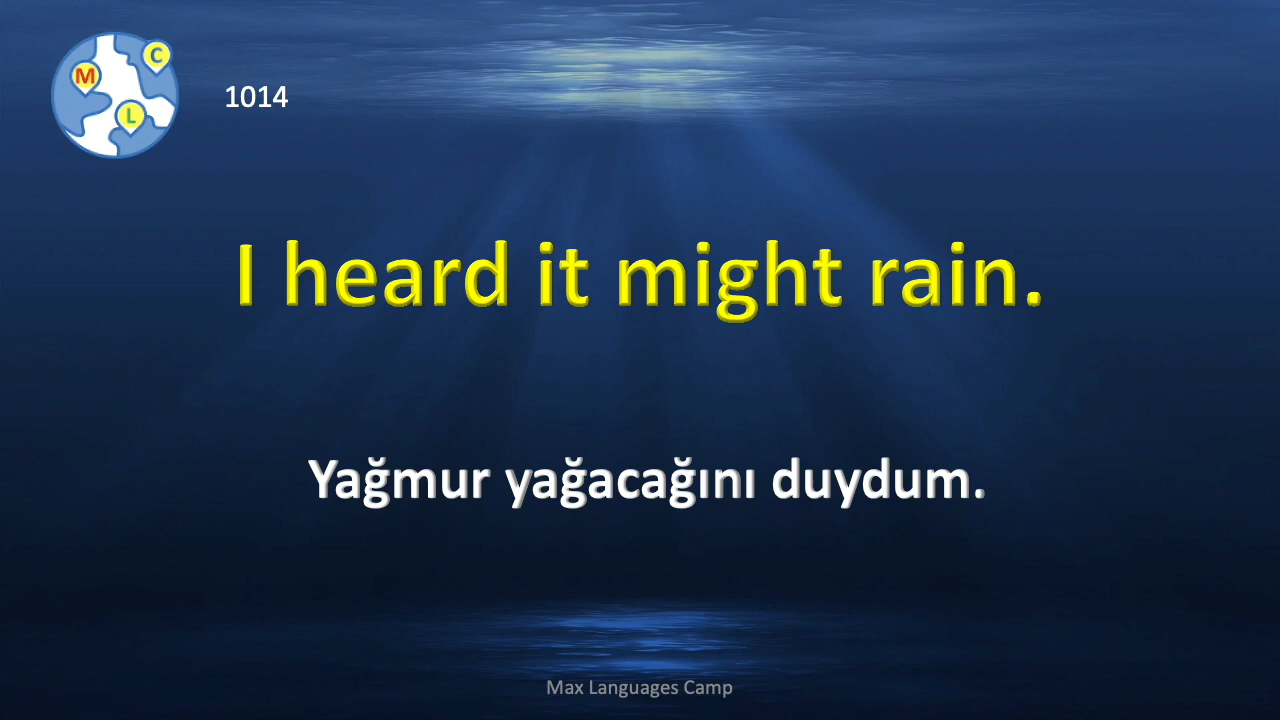 M
C
L
1014
I heard it might rain.
Yağmur yağacağını duydum.
Max Languages Camp